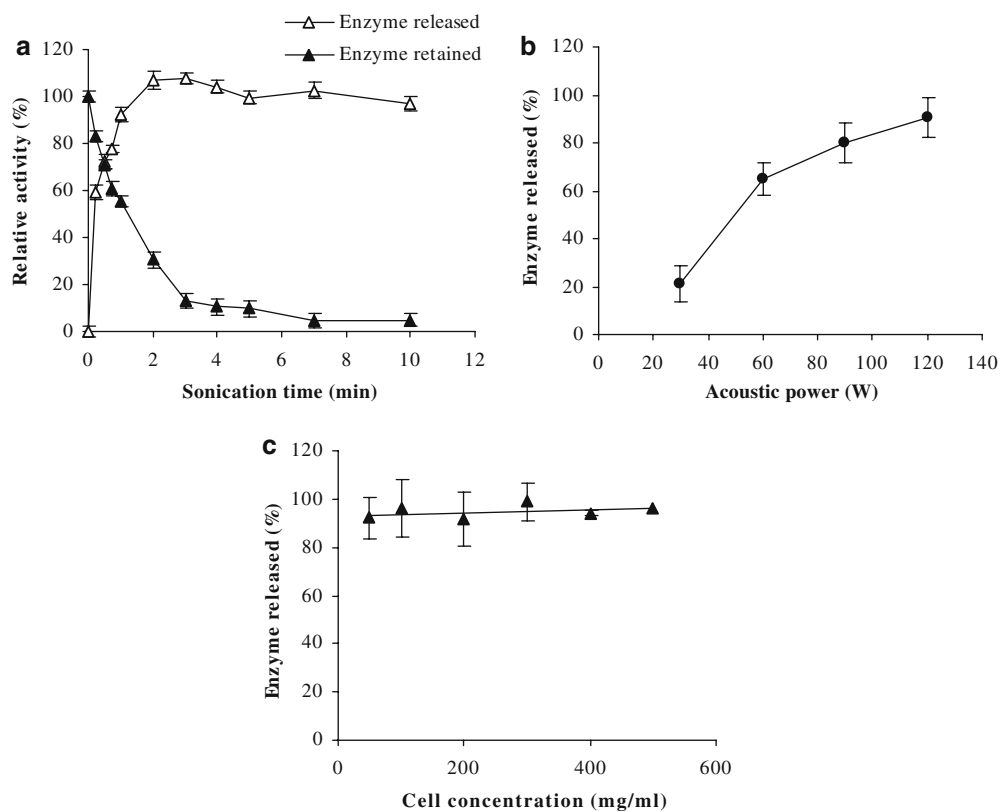 Enzyme released
Enzyme retained
a
120
100
80
60
40
20
0
Relative activity (%)
0 2 4 6 8 10 12
Sonication time (min)
b
120
100
80
60
40
20
0
Enzyme released (%)
0 20 40 60 80 100 120 140
Acoustic power (W)
c
120
100
80
60
40
20
0
Enzyme released (%)
0 200 400 600
Cell concentration (mg/ml)